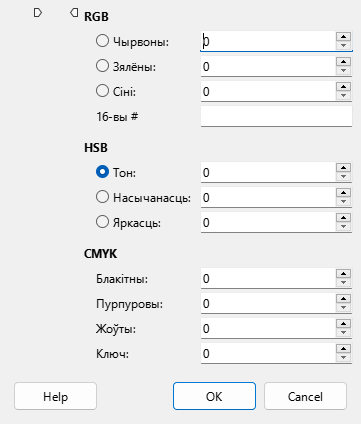 RGB
Чырвоны: 0
Зялёны: 0
Сіні: 0
16-вы #
HSB
Тон: 0
Насычанасць: 0
Яркасць: 0
CMYK
Блакітны: 0
Пурпуровы: 0
Жоўты: 0
Ключ: 0
Help OK Cancel